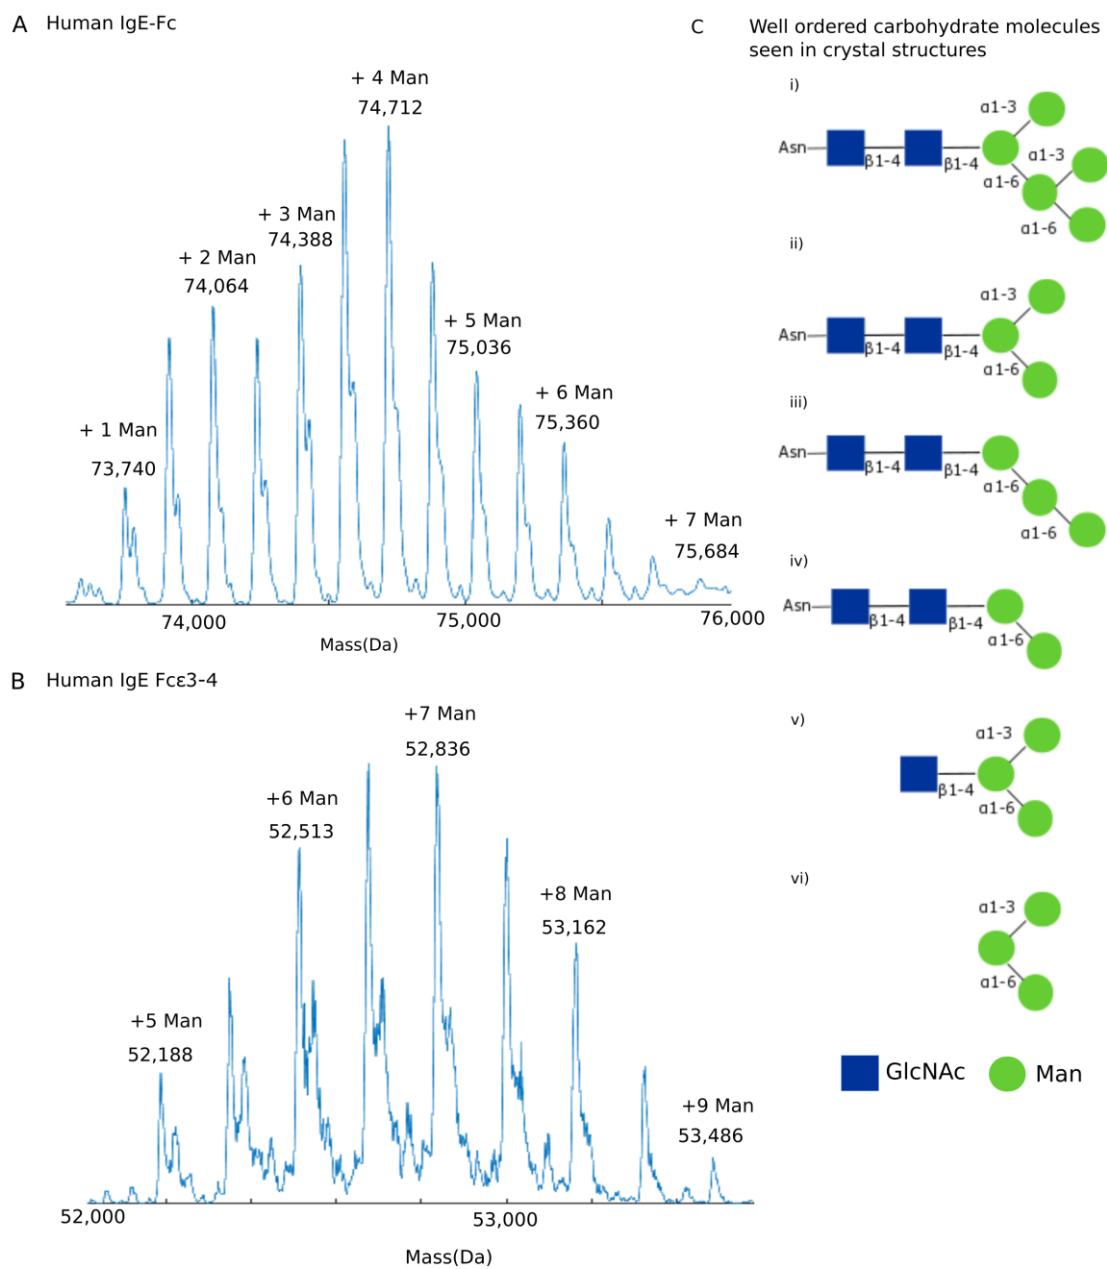 A Human IgE-Fc
+ 4 Man
74,712
+ 3 Man
74,388
+ 2 Man
74,064
+ 5 Man
75,036
+ 6 Man
75,360
+ 1 Man
73,740
+ 7 Man
75,684
74,000 75,000 76,000
Mass(Da)
B Human IgE Fcε3-4
+7 Man
52,836
+6 Man
52,513
+8 Man
53,162
+5 Man
52,188
+9 Man
53,486
52,000 53,000
Mass(Da)
C Well ordered carbohydrate molecules
seen in crystal structures
i)
α1-3
Asn β1-4 β1-4 α1-3
α1-6
α1-6
ii)
α1-3
Asn β1-4 β1-4
α1-6
iii)
Asn β1-4 β1-4
α1-6
α1-6
iv)
Asn β1-4 β1-4
α1-6
v)
α1-3
β1-4
α1-6
vi)
α1-3
α1-6
GlcNAc Man